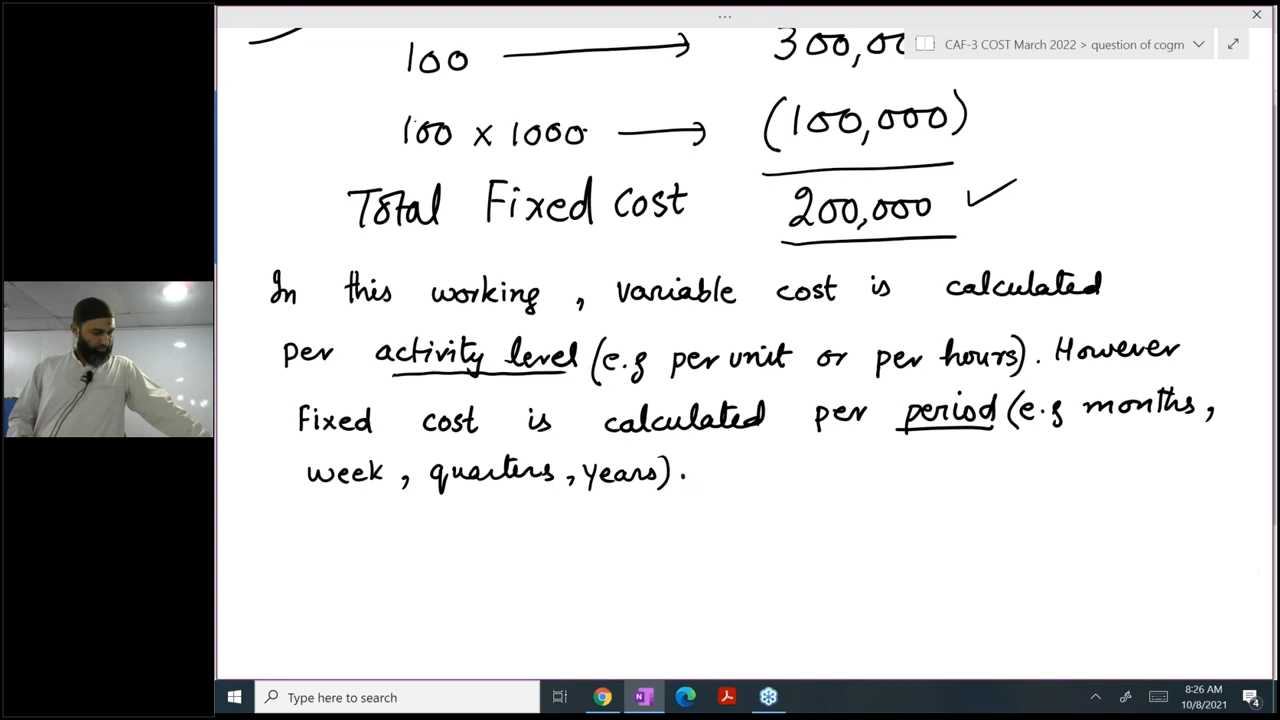 ...
CAF-3 COST March 2022 > question of cogm
100 → 300,00
100 x 1000 → (100,000)
Total Fixed cost 200,000 ✓
In this working, variable cost is calculated
per activity level (e.g per unit or per hours). However
Fixed cost is calculated per period (e.g months,
week, quarters, years).
Type here to search
8:26 AM
10/8/2021
4